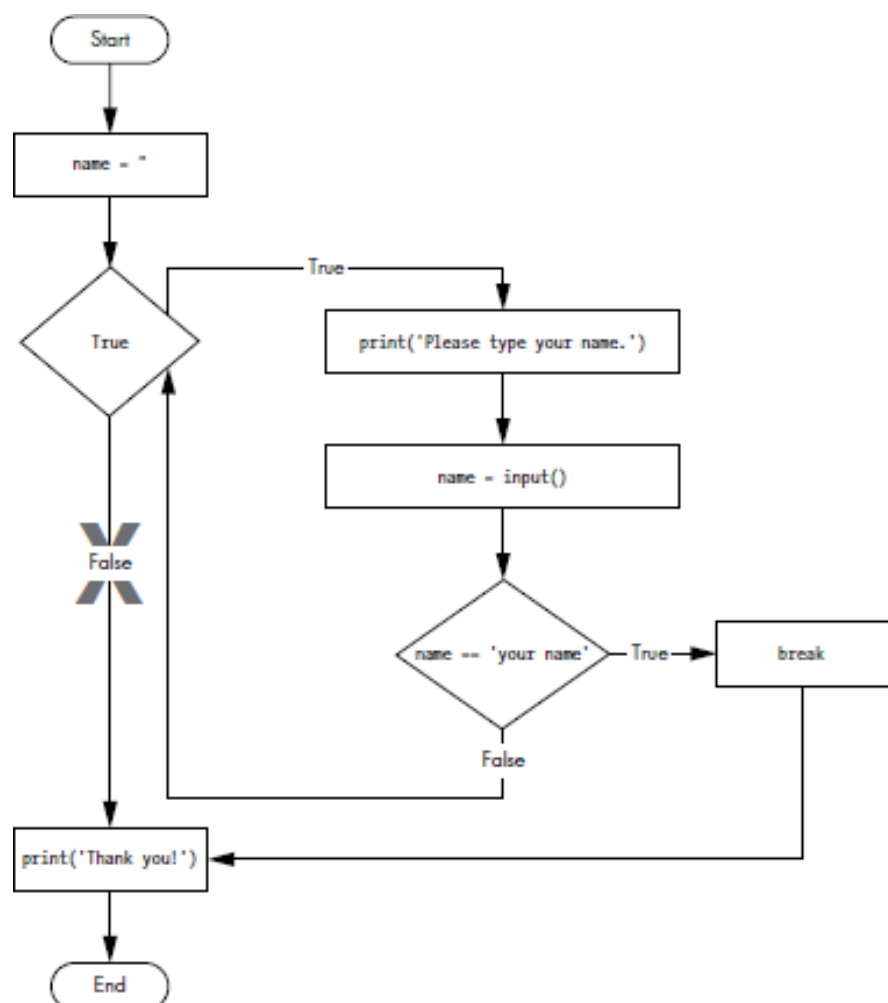 Start
name = ''
True
True
print('Please type your name.')
name = input()
False
name == 'your name'
True
break
False
print('Thank you!')
End